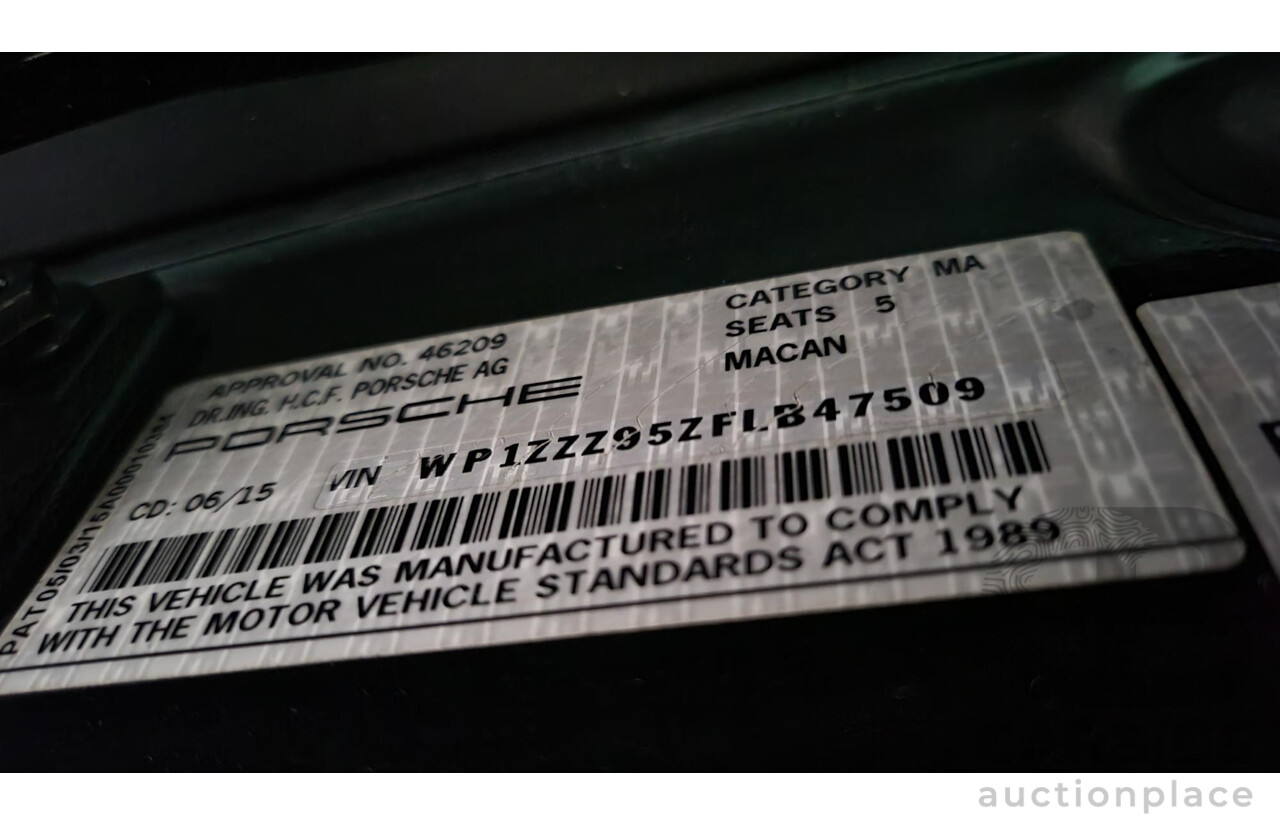 APPROVAL NO. 46209
DR.ING. H.C.F. PORSCHE AG
PORSCHE
CATEGORY MA
SEATS 5
MACAN
CD: 06/15
VIN WP1ZZZ95ZFLB47509
THIS VEHICLE WAS MANUFACTURED TO COMPLY
WITH THE MOTOR VEHICLE STANDARDS ACT 1989
auctionplace